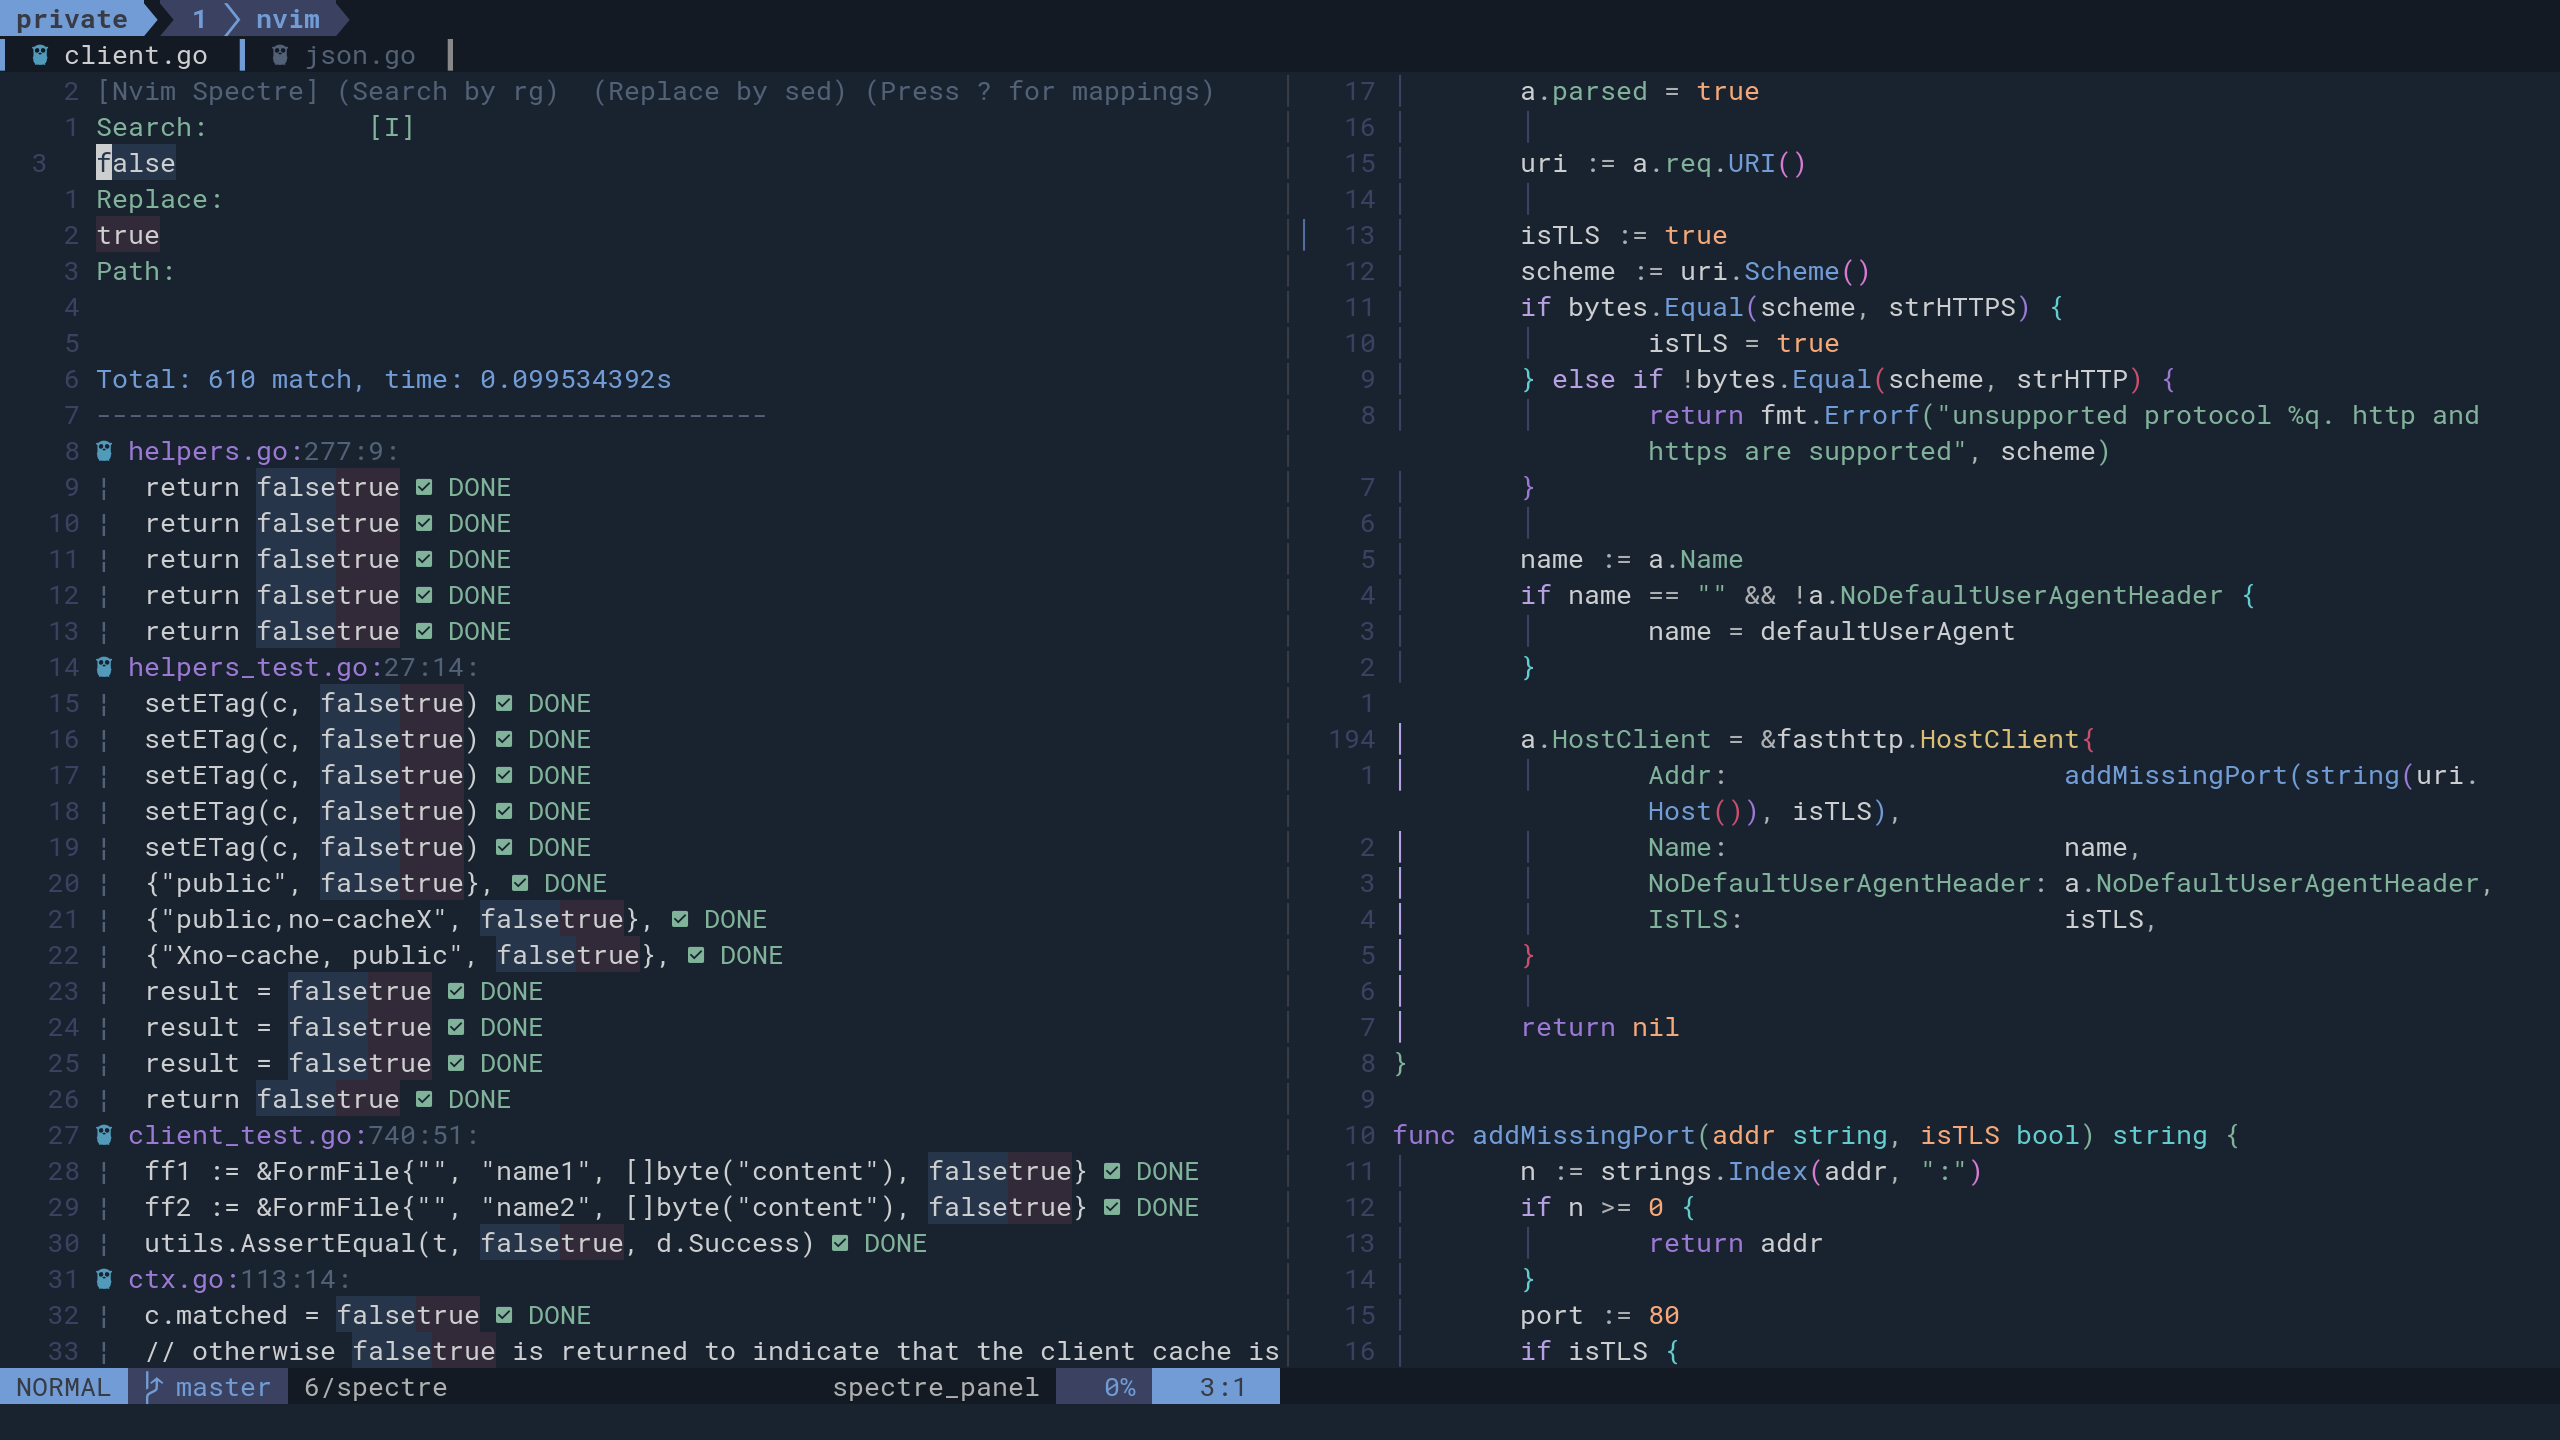 private 1 nvim
client.go json.go
2 [Nvim Spectre] (Search by rg)  (Replace by sed) (Press ? for mappings)
1 Search:          [I]
3 false
1 Replace:
2 true
3 Path:
4
5
6 Total: 610 match, time: 0.099534392s
7 ------------------------------------------
8 helpers.go:277:9:
9 ¦ return falsetrue ☑ DONE
10 ¦ return falsetrue ☑ DONE
11 ¦ return falsetrue ☑ DONE
12 ¦ return falsetrue ☑ DONE
13 ¦ return falsetrue ☑ DONE
14 helpers_test.go:27:14:
15 ¦ setETag(c, falsetrue) ☑ DONE
16 ¦ setETag(c, falsetrue) ☑ DONE
17 ¦ setETag(c, falsetrue) ☑ DONE
18 ¦ setETag(c, falsetrue) ☑ DONE
19 ¦ setETag(c, falsetrue) ☑ DONE
20 ¦ {"public", falsetrue}, ☑ DONE
21 ¦ {"public,no-cacheX", falsetrue}, ☑ DONE
22 ¦ {"Xno-cache, public", falsetrue}, ☑ DONE
23 ¦ result = falsetrue ☑ DONE
24 ¦ result = falsetrue ☑ DONE
25 ¦ result = falsetrue ☑ DONE
26 ¦ return falsetrue ☑ DONE
27 client_test.go:740:51:
28 ¦ ff1 := &FormFile{"", "name1", []byte("content"), falsetrue} ☑ DONE
29 ¦ ff2 := &FormFile{"", "name2", []byte("content"), falsetrue} ☑ DONE
30 ¦ utils.AssertEqual(t, falsetrue, d.Success) ☑ DONE
31 ctx.go:113:14:
32 ¦ c.matched = falsetrue ☑ DONE
33 ¦ // otherwise falsetrue is returned to indicate that the client cache is
17 a.parsed = true
16
15 uri := a.req.URI()
14
13 isTLS := true
12 scheme := uri.Scheme()
11 if bytes.Equal(scheme, strHTTPS) {
10 isTLS = true
9 } else if !bytes.Equal(scheme, strHTTP) {
8 return fmt.Errorf("unsupported protocol %q. http and
https are supported", scheme)
7 }
6
5 name := a.Name
4 if name == "" && !a.NoDefaultUserAgentHeader {
3 name = defaultUserAgent
2 }
1
194 a.HostClient = &fasthttp.HostClient{
1 Addr: addMissingPort(string(uri.
Host()), isTLS),
2 Name: name,
3 NoDefaultUserAgentHeader: a.NoDefaultUserAgentHeader,
4 IsTLS: isTLS,
5 }
6
7 return nil
8 }
9
10 func addMissingPort(addr string, isTLS bool) string {
11 n := strings.Index(addr, ":")
12 if n >= 0 {
13 return addr
14 }
15 port := 80
16 if isTLS {
NORMAL master 6/spectre spectre_panel 0% 3:1